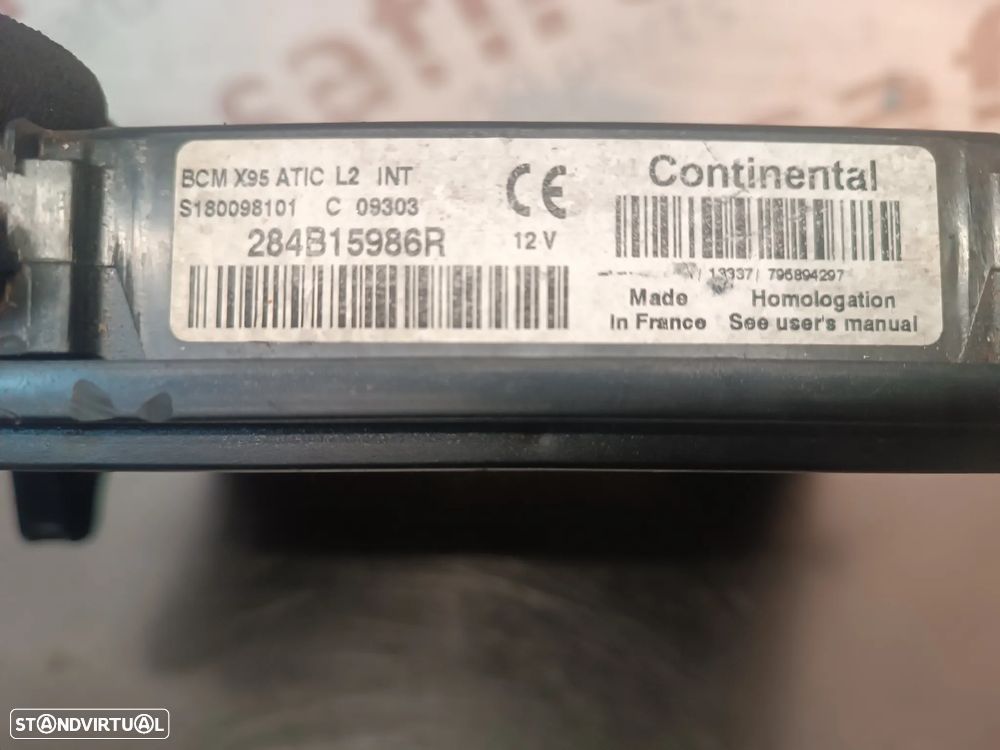 BCM X95 ATIC L2 INT
S180098101 C 09303
284B15986R
CE
12 V
Continental
/ 13337/ 796894297
Made
In France
Homologation
See user's manual
STANDVIRTUAL